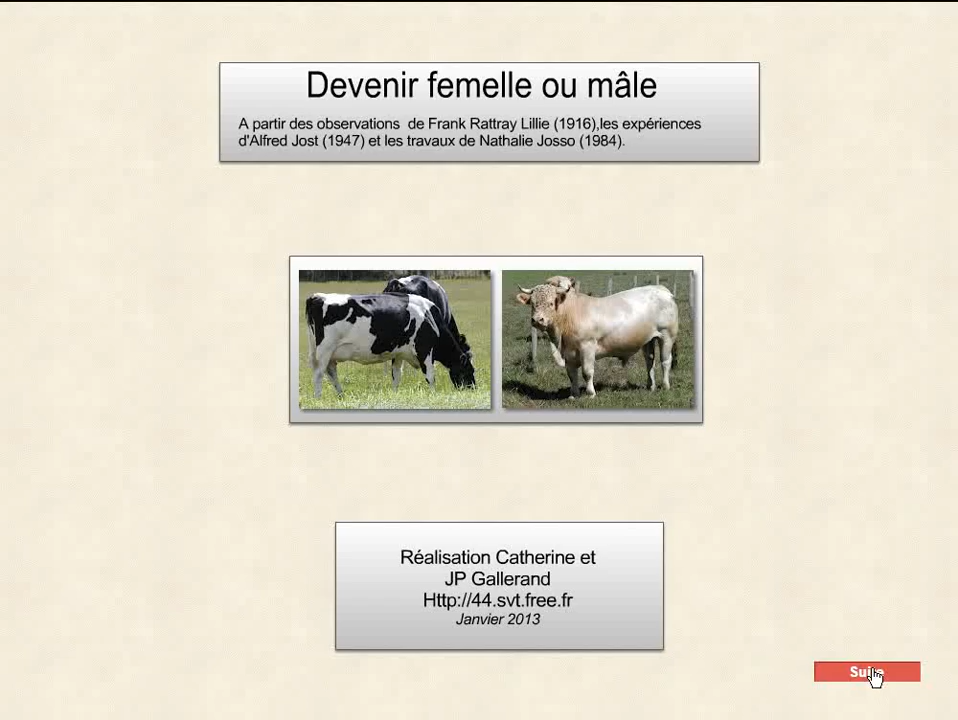 Devenir femelle ou mâle
A partir des observations de Frank Rattray Lillie (1916),les expériences
d'Alfred Jost (1947) et les travaux de Nathalie Josso (1984).
Réalisation Catherine et
JP Gallerand
Http://44.svt.free.fr
Janvier 2013
Suite